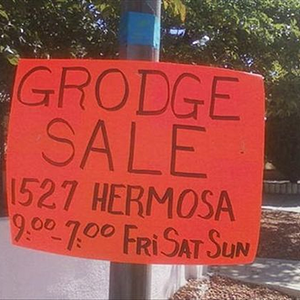 GRODGE
SALE
1527 HERMOSA
9:00-7:00 FRI SAT SUN